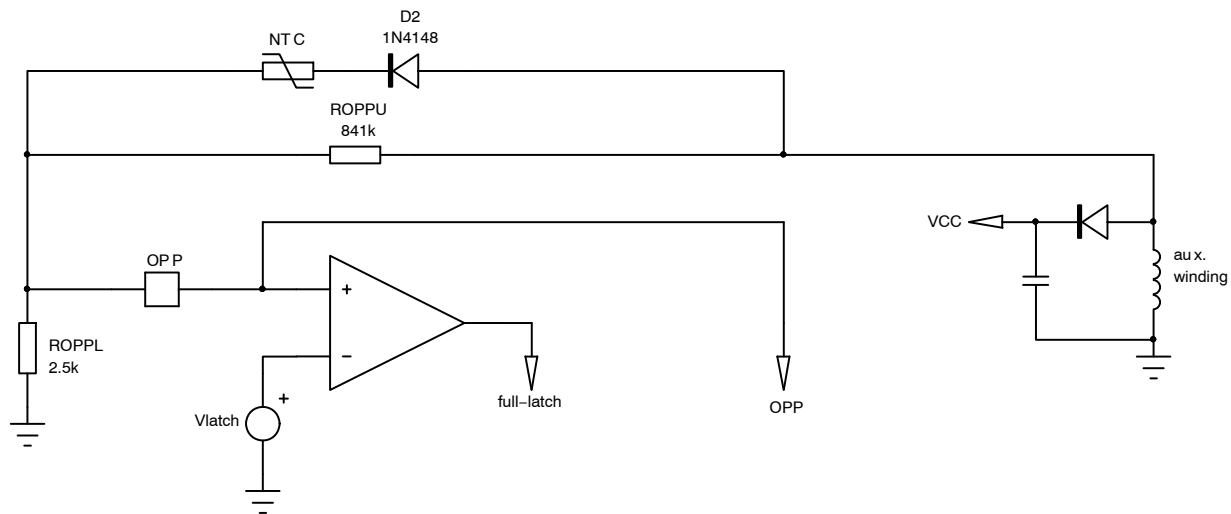 D2
1N4148
NTC
ROPPU
841k
VCC
aux.
winding
OPP
+
−
ROPPL
2.5k
full−latch
OPP
Vlatch
+